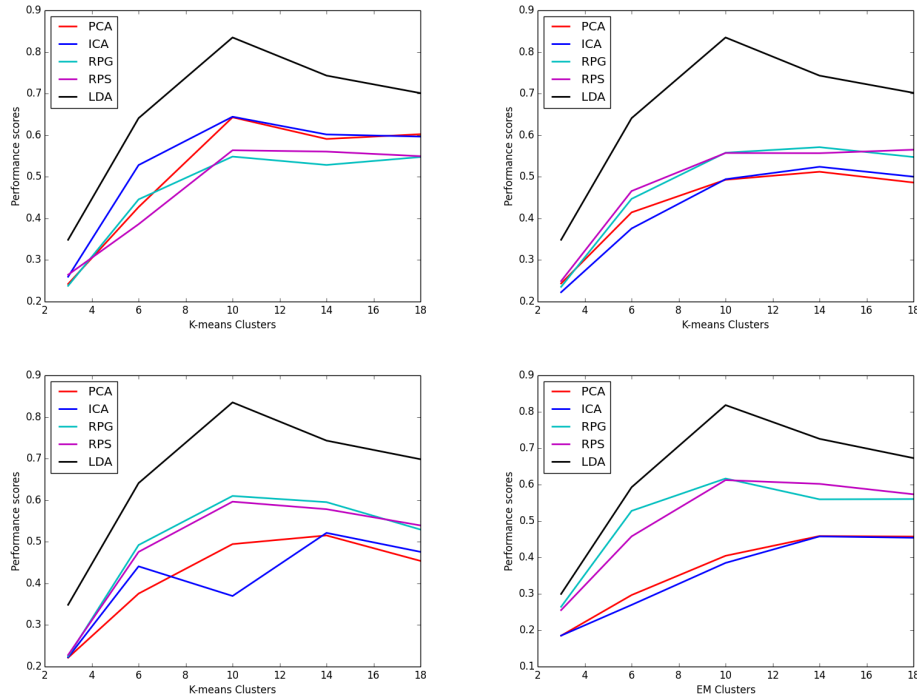 0.9
0.8
0.7
0.6
0.5
0.4
0.3
0.2
Performance scores
PCA
ICA
RPG
RPS
LDA
2 4 6 8 10 12 14 16 18
K-means Clusters
0.9
0.8
0.7
0.6
0.5
0.4
0.3
0.2
Performance scores
PCA
ICA
RPG
RPS
LDA
2 4 6 8 10 12 14 16 18
K-means Clusters
0.9
0.8
0.7
0.6
0.5
0.4
0.3
0.2
Performance scores
PCA
ICA
RPG
RPS
LDA
2 4 6 8 10 12 14 16 18
K-means Clusters
0.9
0.8
0.7
0.6
0.5
0.4
0.3
0.2
0.1
Performance scores
PCA
ICA
RPG
RPS
LDA
2 4 6 8 10 12 14 16 18
EM Clusters